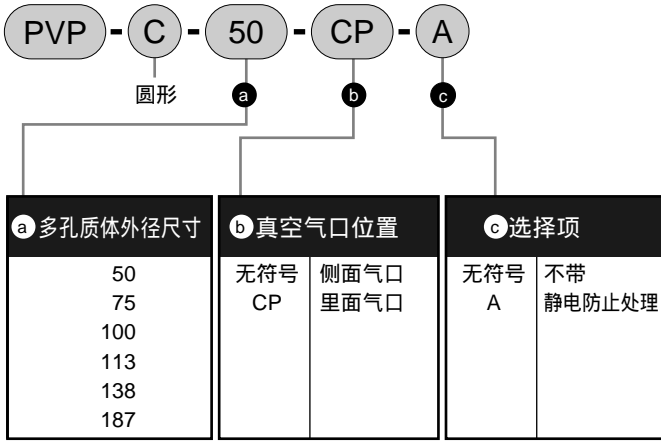 PVP - C - 50 - CP - A
圆形
a b c
a 多孔质体外径尺寸
50
75
100
113
138
187
b 真空气口位置
无符号 侧面气口
CP 里面气口
c 选择项
无符号 不带
A 静电防止处理